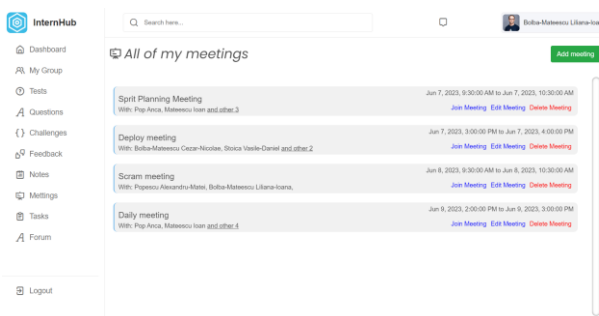 InternHub
Search here...
Bolba-Mateescu Liliana-Ioa
Dashboard
My Group
Tests
Questions
Challenges
Feedback
Notes
Mettings
Tasks
Forum
Logout
All of my meetings
Add meeting
Sprit Planning Meeting
Jun 7, 2023, 9:30:00 AM to Jun 7, 2023, 10:30:00 AM
With: Pop Anca, Mateescu Ioan and other 3
Join Meeting Edit Meeting Delete Meeting
Deploy meeting
Jun 7, 2023, 3:00:00 PM to Jun 7, 2023, 4:00:00 PM
With: Bolba-Mateescu Cezar-Nicolae, Stoica Vasile-Daniel and other 2
Join Meeting Edit Meeting Delete Meeting
Scram meeting
Jun 8, 2023, 9:30:00 AM to Jun 8, 2023, 10:30:00 AM
With: Popescu Alexandru-Matei, Bolba-Mateescu Liliana-Ioana,
Join Meeting Edit Meeting Delete Meeting
Daily meeting
Jun 9, 2023, 2:00:00 PM to Jun 9, 2023, 3:00:00 PM
With: Pop Anca, Mateescu Ioan and other 4
Join Meeting Edit Meeting Delete Meeting